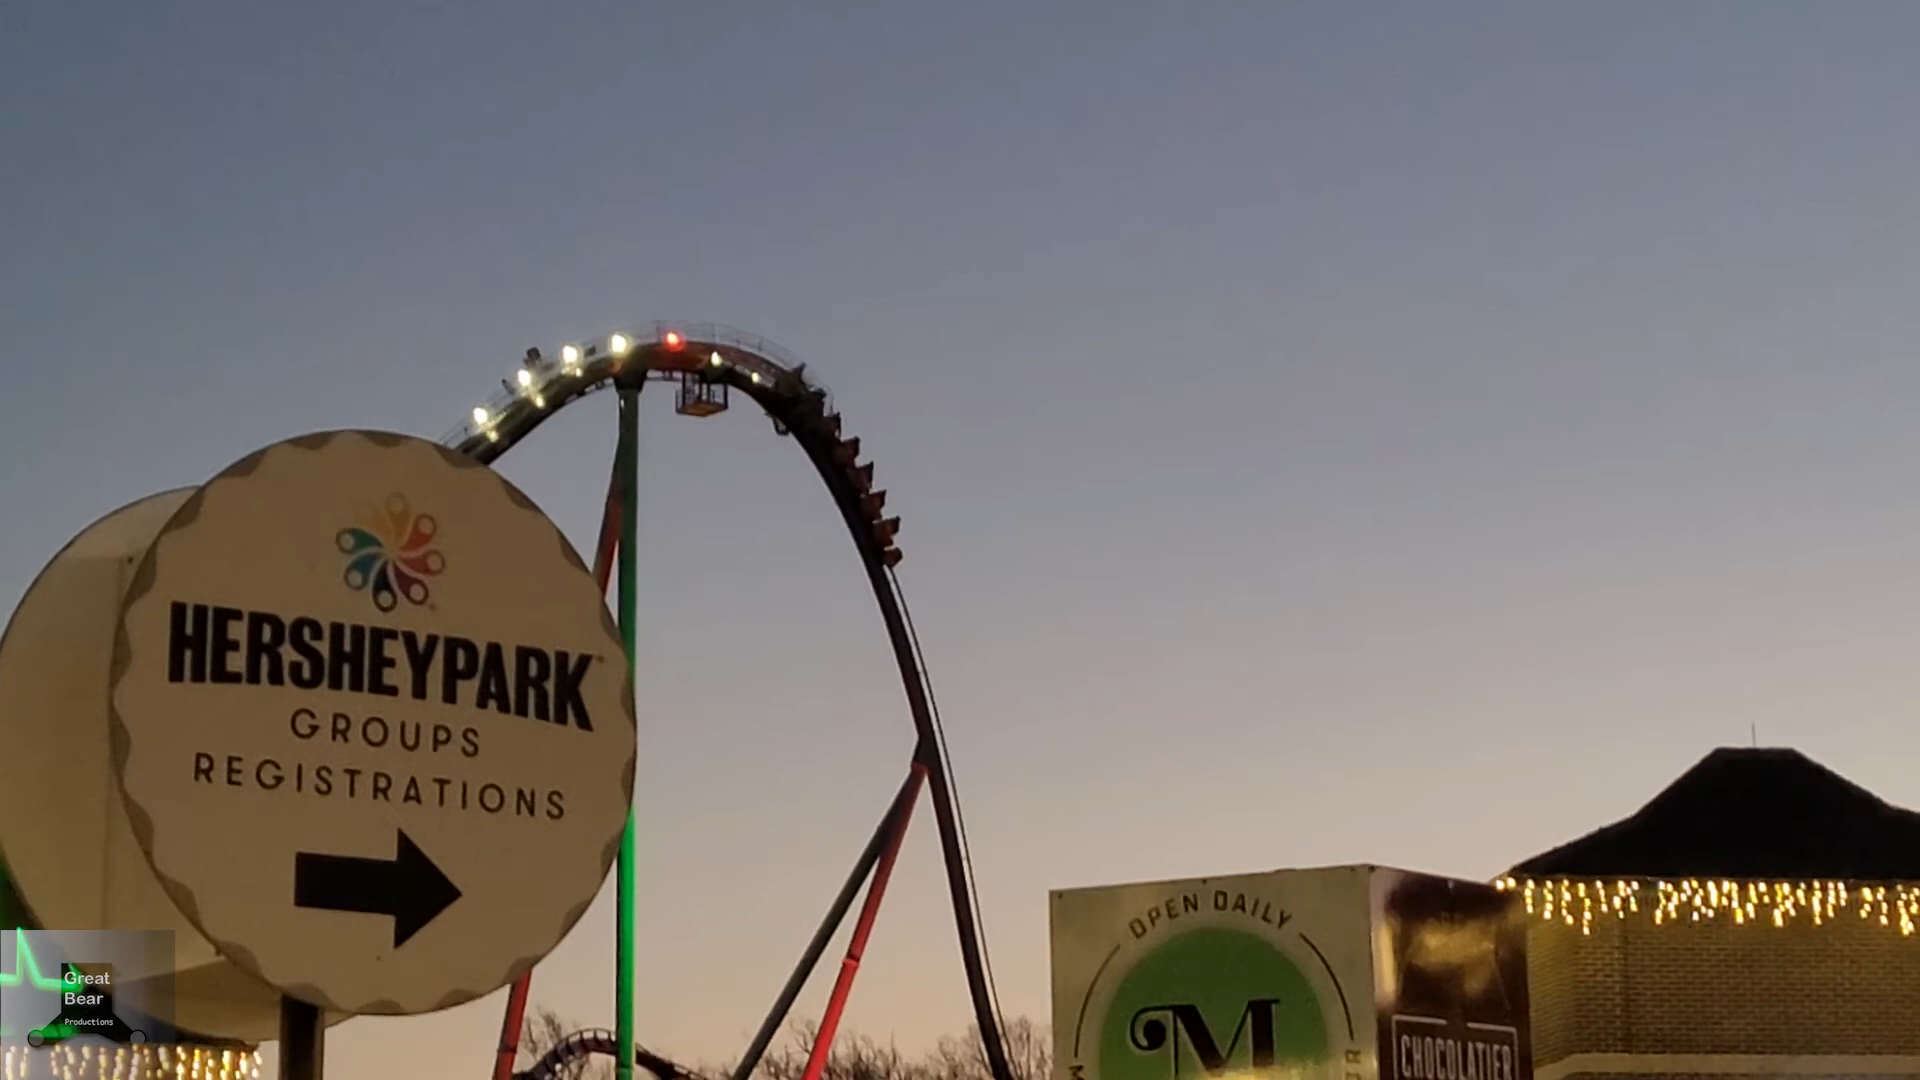 HERSHEYPARK
GROUPS
REGISTRATIONS
OPEN DAILY
M
CHOCOLATIER
Great
Bear
Productions